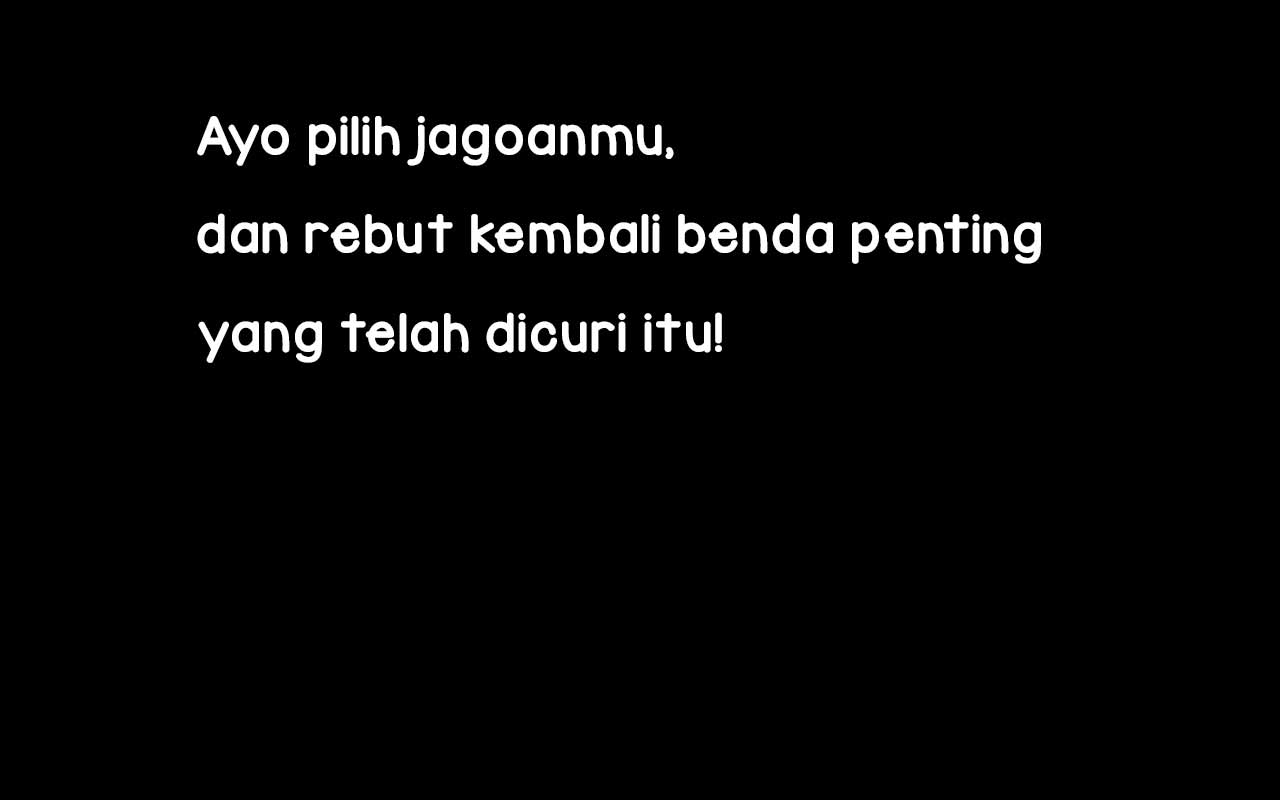 Ayo pilih jagoanmu,
dan rebut kembali benda penting
yang telah dicuri itu!